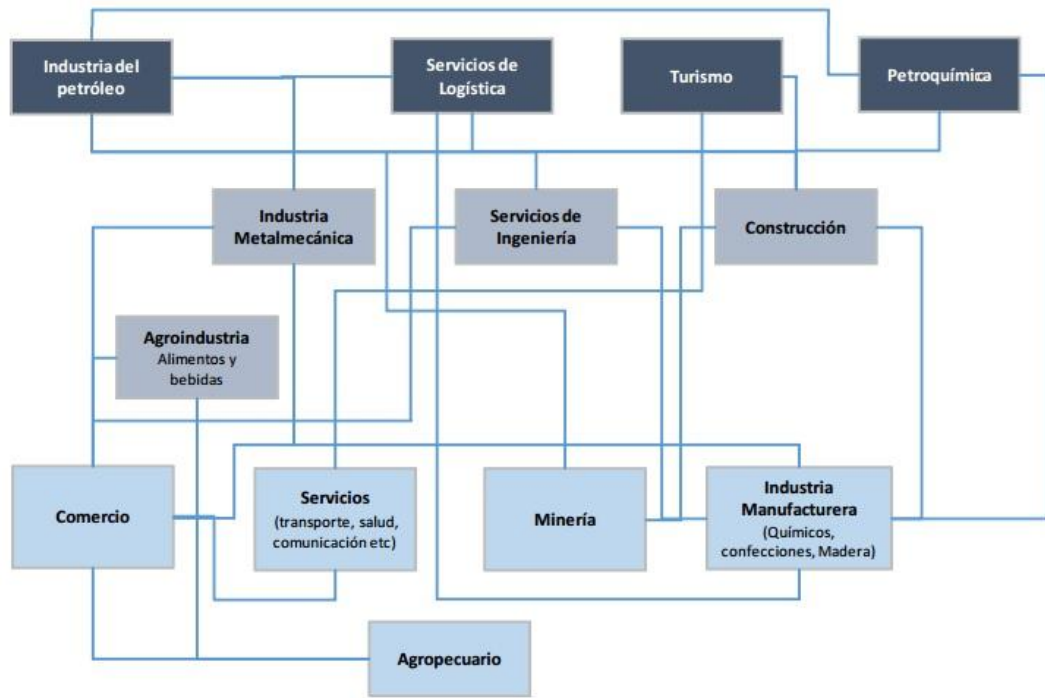 Industria del
petróleo
Servicios de
Logística
Turismo
Petroquímica
Industria
Metalmecánica
Servicios de
Ingeniería
Construcción
Agroindustria
Alimentos y
bebidas
Comercio
Servicios
(transporte, salud,
comunicación etc)
Minería
Industria
Manufacturera
(Químicos,
confecciones, Madera)
Agropecuario